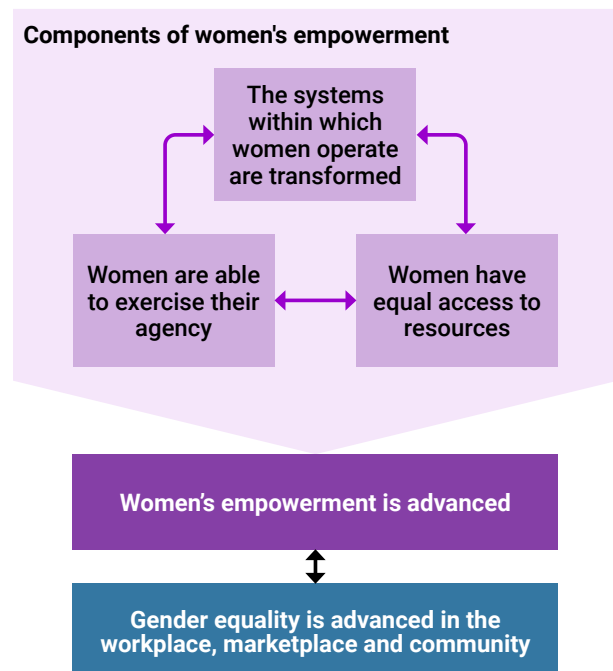 Components of women's empowerment
The systems
within which
women operate
are transformed
Women are able
to exercise their
agency
Women have
equal access to
resources
Women’s empowerment is advanced
Gender equality is advanced in the
workplace, marketplace and community